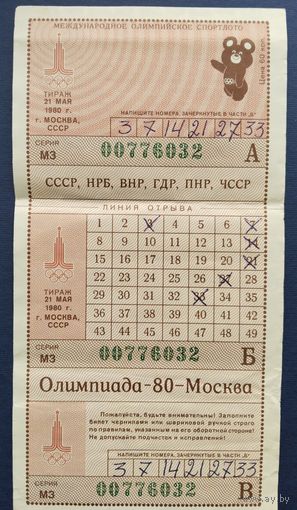 МЕЖДУНАРОДНОЕ ОЛИМПИЙСКОЕ СПОРТЛОТО
Цена 60 коп.
ТИРАЖ
21 МАЯ
1980 г.
г. МОСКВА,
СССР
НАПИШИТЕ НОМЕРА, ЗАЧЕРКНУТЫЕ В ЧАСТИ „Б“
3 7 14 21 27 33
СЕРИЯ
МЗ 00776032 А
СССР, НРБ, ВНР, ГДР, ПНР, ЧССР
ЛИНИЯ ОТРЫВА
1 2 3 4 5 6 7
8 9 10 11 12 13 14
15 16 17 18 19 20 21
22 23 24 25 26 27 28
29 30 31 32 33 34 35
36 37 38 39 40 41 42
43 44 45 46 47 48 49
ТИРАЖ
21 МАЯ
1980 г.
г. МОСКВА,
СССР
СЕРИЯ
МЗ 00776032 Б
Олимпиада-80-Москва
Пожалуйста, будьте внимательны! Заполните
билет чернилами или шариковой ручкой строго
по правилам, указанным на его оборотной стороне!
Не допускайте подчисток и исправлений!
НАПИШИТЕ НОМЕРА, ЗАЧЕРКНУТЫЕ В ЧАСТИ „Б“
3 7 14 21 27 33
СЕРИЯ
МЗ 00776032 В
ay.by